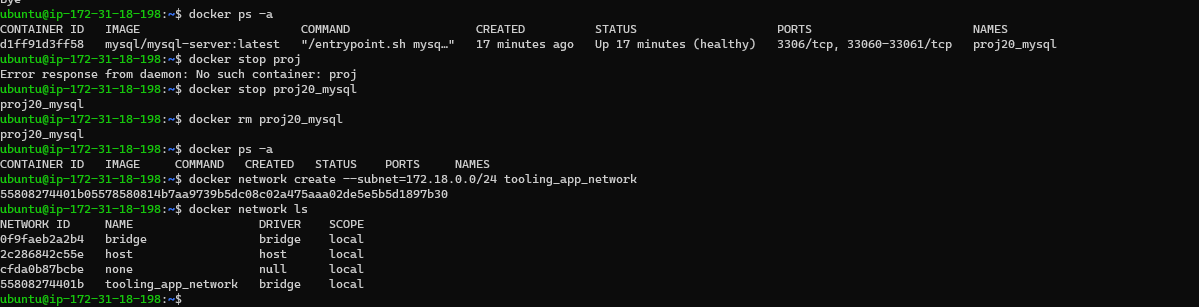 bye
ubuntu@ip-172-31-18-198:~$ docker ps -a
CONTAINER ID   IMAGE                       COMMAND                  CREATED          STATUS                    PORTS                       NAMES
d1ff91d3ff58   mysql/mysql-server:latest   "/entrypoint.sh mysq…"   17 minutes ago   Up 17 minutes (healthy)   3306/tcp, 33060-33061/tcp   proj20_mysql
ubuntu@ip-172-31-18-198:~$ docker stop proj
Error response from daemon: No such container: proj
ubuntu@ip-172-31-18-198:~$ docker stop proj20_mysql
proj20_mysql
ubuntu@ip-172-31-18-198:~$ docker rm proj20_mysql
proj20_mysql
ubuntu@ip-172-31-18-198:~$ docker ps -a
CONTAINER ID   IMAGE     COMMAND   CREATED   STATUS    PORTS     NAMES
ubuntu@ip-172-31-18-198:~$ docker network create --subnet=172.18.0.0/24 tooling_app_network
55808274401b05578580814b7aa9739b5dc08c02a475aaa02de5e5b5d1897b30
ubuntu@ip-172-31-18-198:~$ docker network ls
NETWORK ID     NAME                  DRIVER    SCOPE
0f9faeb2a2b4   bridge                bridge    local
2c286842c55e   host                  host      local
cfda0b87bcbe   none                  null      local
55808274401b   tooling_app_network   bridge    local
ubuntu@ip-172-31-18-198:~$